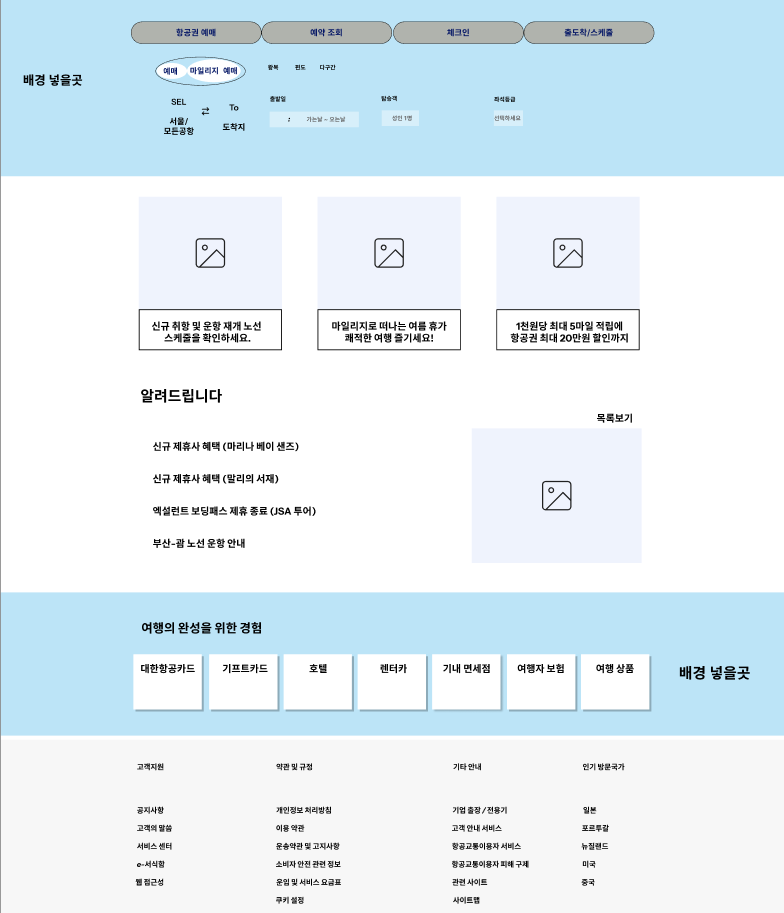 항공권 예매
예약 조회
체크인
출도착/스케줄
배경 넣을곳
예매
마일리지 예매
왕복
편도
다구간
SEL
⇄
To
서울/
모든공항
도착지
출발일
탑승객
좌석등급
: 가는날 ~ 오는날
성인 1명
선택하세요
신규 취항 및 운항 재개 노선
스케줄을 확인하세요.
마일리지로 떠나는 여름 휴가
쾌적한 여행 즐기세요!
1천원당 최대 5마일 적립에
항공권 최대 20만원 할인까지
알려드립니다
목록보기
신규 제휴사 혜택 (마리나 베이 샌즈)
신규 제휴사 혜택 (말리의 서재)
엑설런트 보딩패스 제휴 종료 (JSA 투어)
부산-괌 노선 운항 안내
여행의 완성을 위한 경험
대한항공카드
기프트카드
호텔
렌터카
기내 면세점
여행자 보험
여행 상품
배경 넣을곳
고객지원
약관 및 규정
기타 안내
인기 방문국가
공지사항
개인정보 처리방침
기업 출장 / 전용기
일본
고객의 말씀
이용 약관
고객 안내 서비스
포르투갈
서비스 센터
운송약관 및 고지사항
항공교통이용자 서비스
뉴질랜드
e-서식함
소비자 안전 관련 정보
항공교통이용자 피해 구제
미국
웹 접근성
운임 및 서비스 요금표
관련 사이트
중국
쿠키 설정
사이트맵